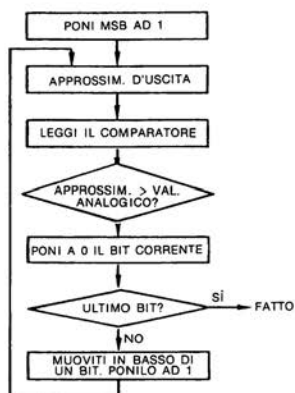 PONI MSB AD 1
APPROSSIM. D'USCITA
LEGGI IL COMPARATORE
APPROSSIM. > VAL.
ANALOGICO?
PONI A 0 IL BIT CORRENTE
ULTIMO BIT?
SÌ
FATTO
NO
MUOVITI IN BASSO DI
UN BIT. PONILO AD 1